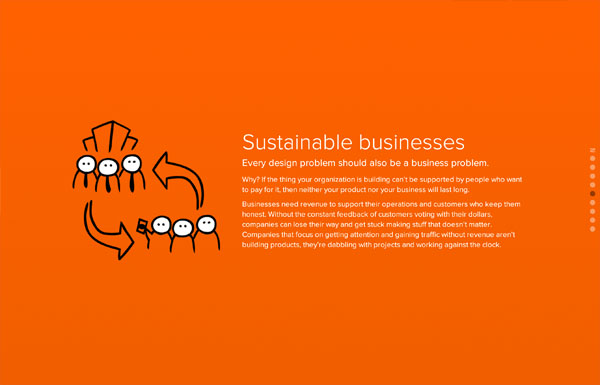 Sustainable businesses
Every design problem should also be a business problem.
Why? If the thing your organization is building can't be supported by people who want
to pay for it, then neither your product nor your business will last long.
Businesses need revenue to support their operations and customers who keep them
honest. Without the constant feedback of customers voting with their dollars,
companies can lose their way and get stuck making stuff that doesn't matter.
Companies that focus on getting attention and gaining traffic without revenue aren't
building products, they're dabbling with projects and working against the clock.